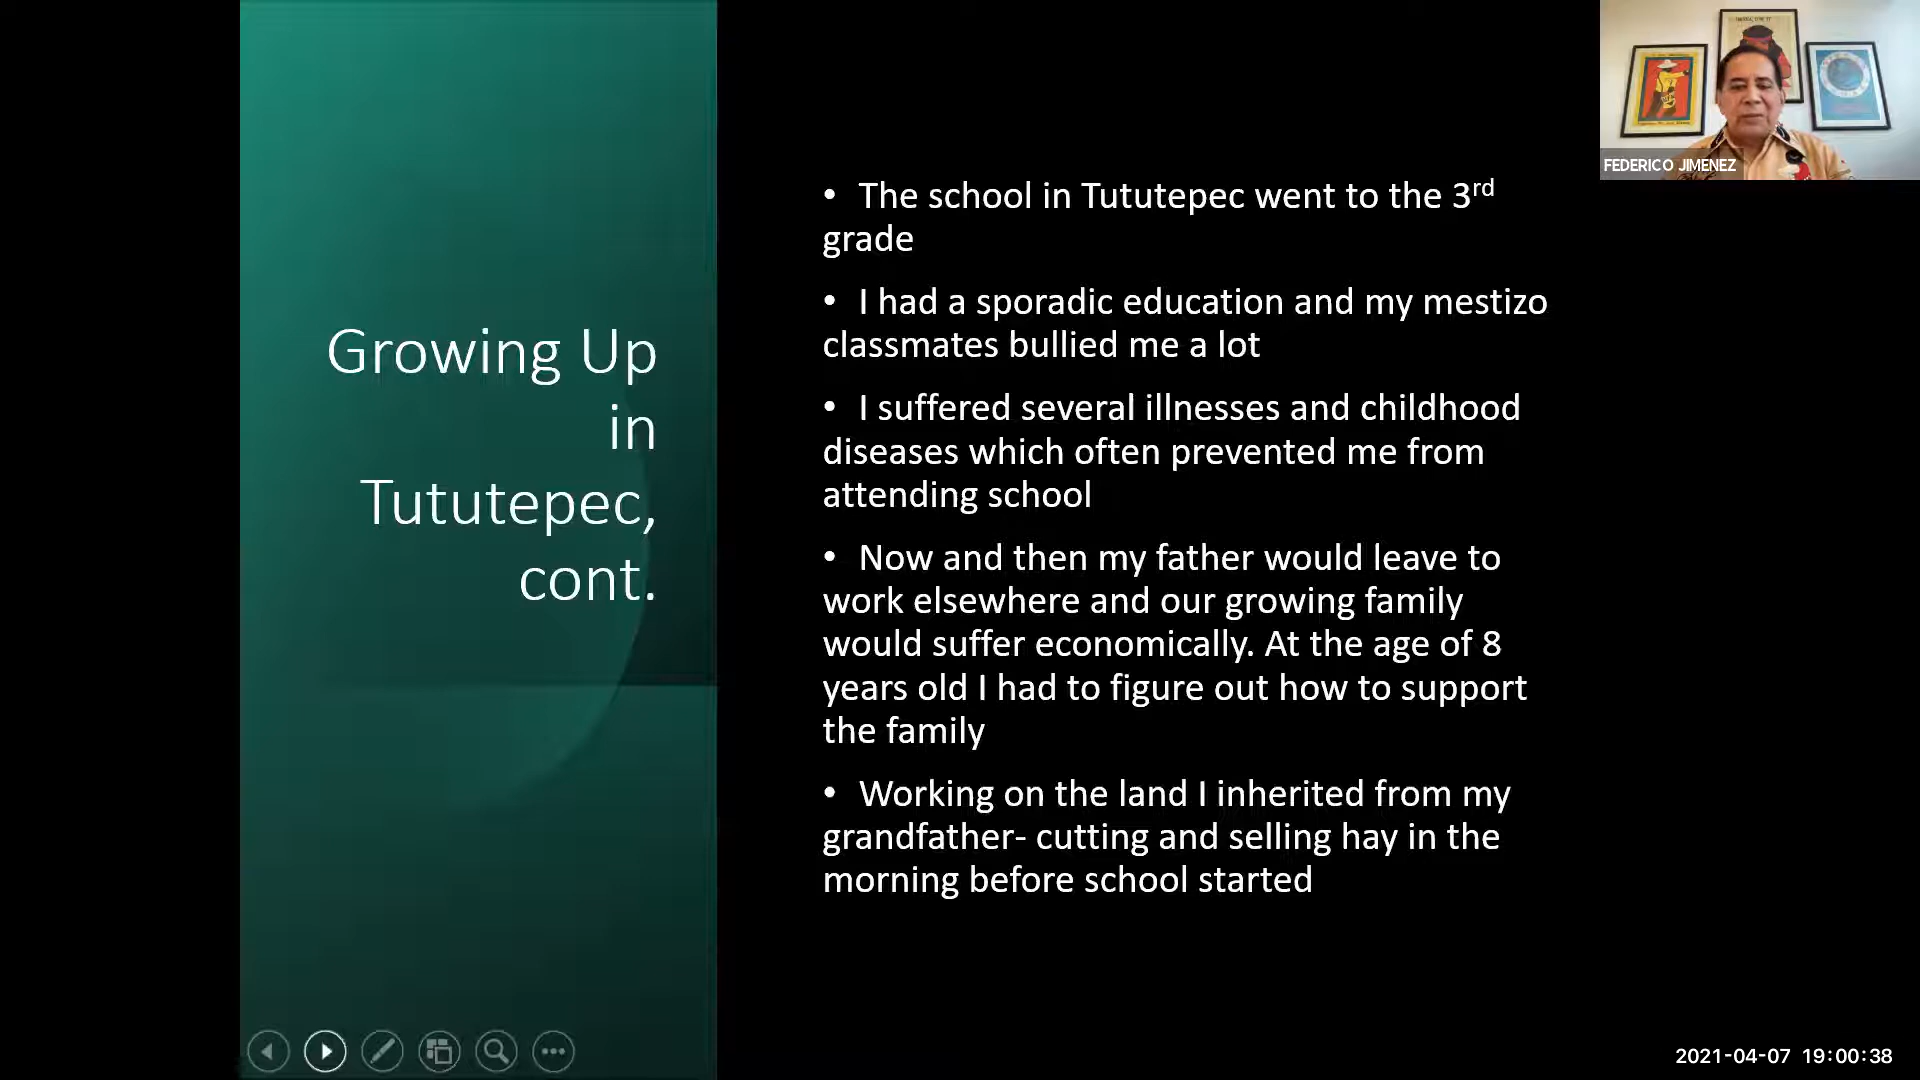 Growing Up
in
Tututepec,
cont.
• The school in Tututepec went to the 3rd
grade
• I had a sporadic education and my mestizo
classmates bullied me a lot
• I suffered several illnesses and childhood
diseases which often prevented me from
attending school
• Now and then my father would leave to
work elsewhere and our growing family
would suffer economically. At the age of 8
years old I had to figure out how to support
the family
• Working on the land I inherited from my
grandfather- cutting and selling hay in the
morning before school started
FEDERICO JIMENEZ
2021-04-07 19:00:38